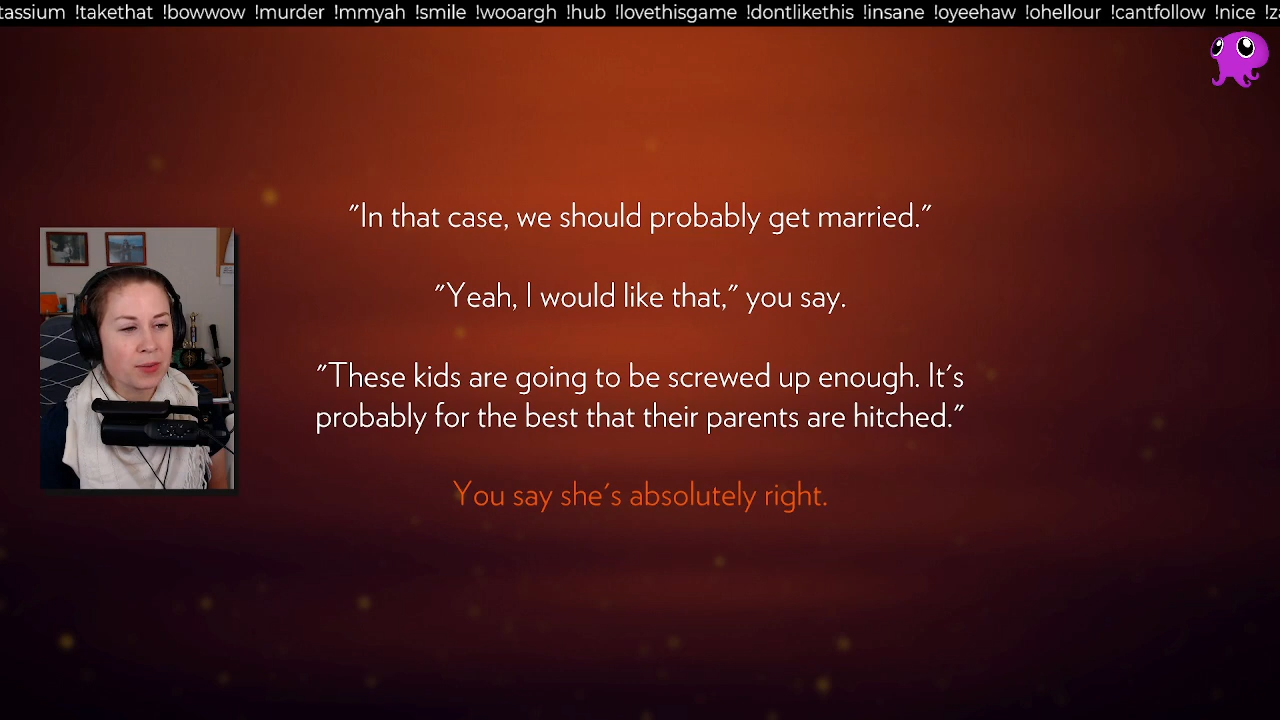 tassium !takethat !bowwow !murder !mmyah !smile !wooargh !hub !lovethisgame !dontlikethis !insane !oyeehaw !ohellour !cantfollow !nice !z
"In that case, we should probably get married."
"Yeah, I would like that," you say.
"These kids are going to be screwed up enough. It's
probably for the best that their parents are hitched."
You say she's absolutely right.